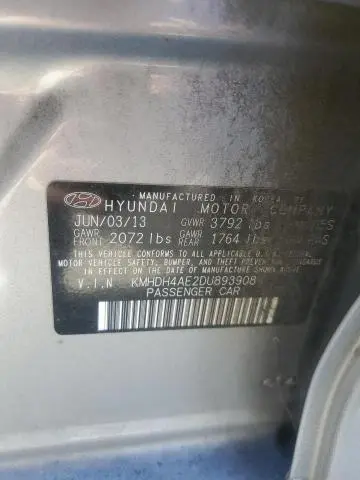 HYUNDAI MOTOR COMPANY
MANUFACTURED IN KOREA BY
JUN/03/13 GVWR 3792 lbs
GAWR FRONT 2072 lbs GAWR REAR 1764 lbs
THIS VEHICLE CONFORMS TO ALL APPLICABLE U.S. FEDERAL
MOTOR VEHICLE SAFETY, BUMPER, AND THEFT PREVENTION STANDARDS
IN EFFECT ON THE DATE OF MANUFACTURE SHOWN ABOVE.
V.I.N KMHDH4AE2DU893908
PASSENGER CAR